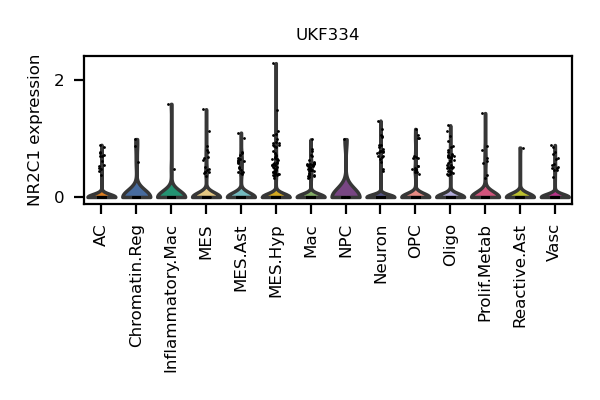 UKF334
NR2C1 expression
2
0
AC
Chromatin.Reg
Inflammatory.Mac
MES
MES.Ast
MES.Hyp
Mac
NPC
Neuron
OPC
Oligo
Prolif.Metab
Reactive.Ast
Vasc